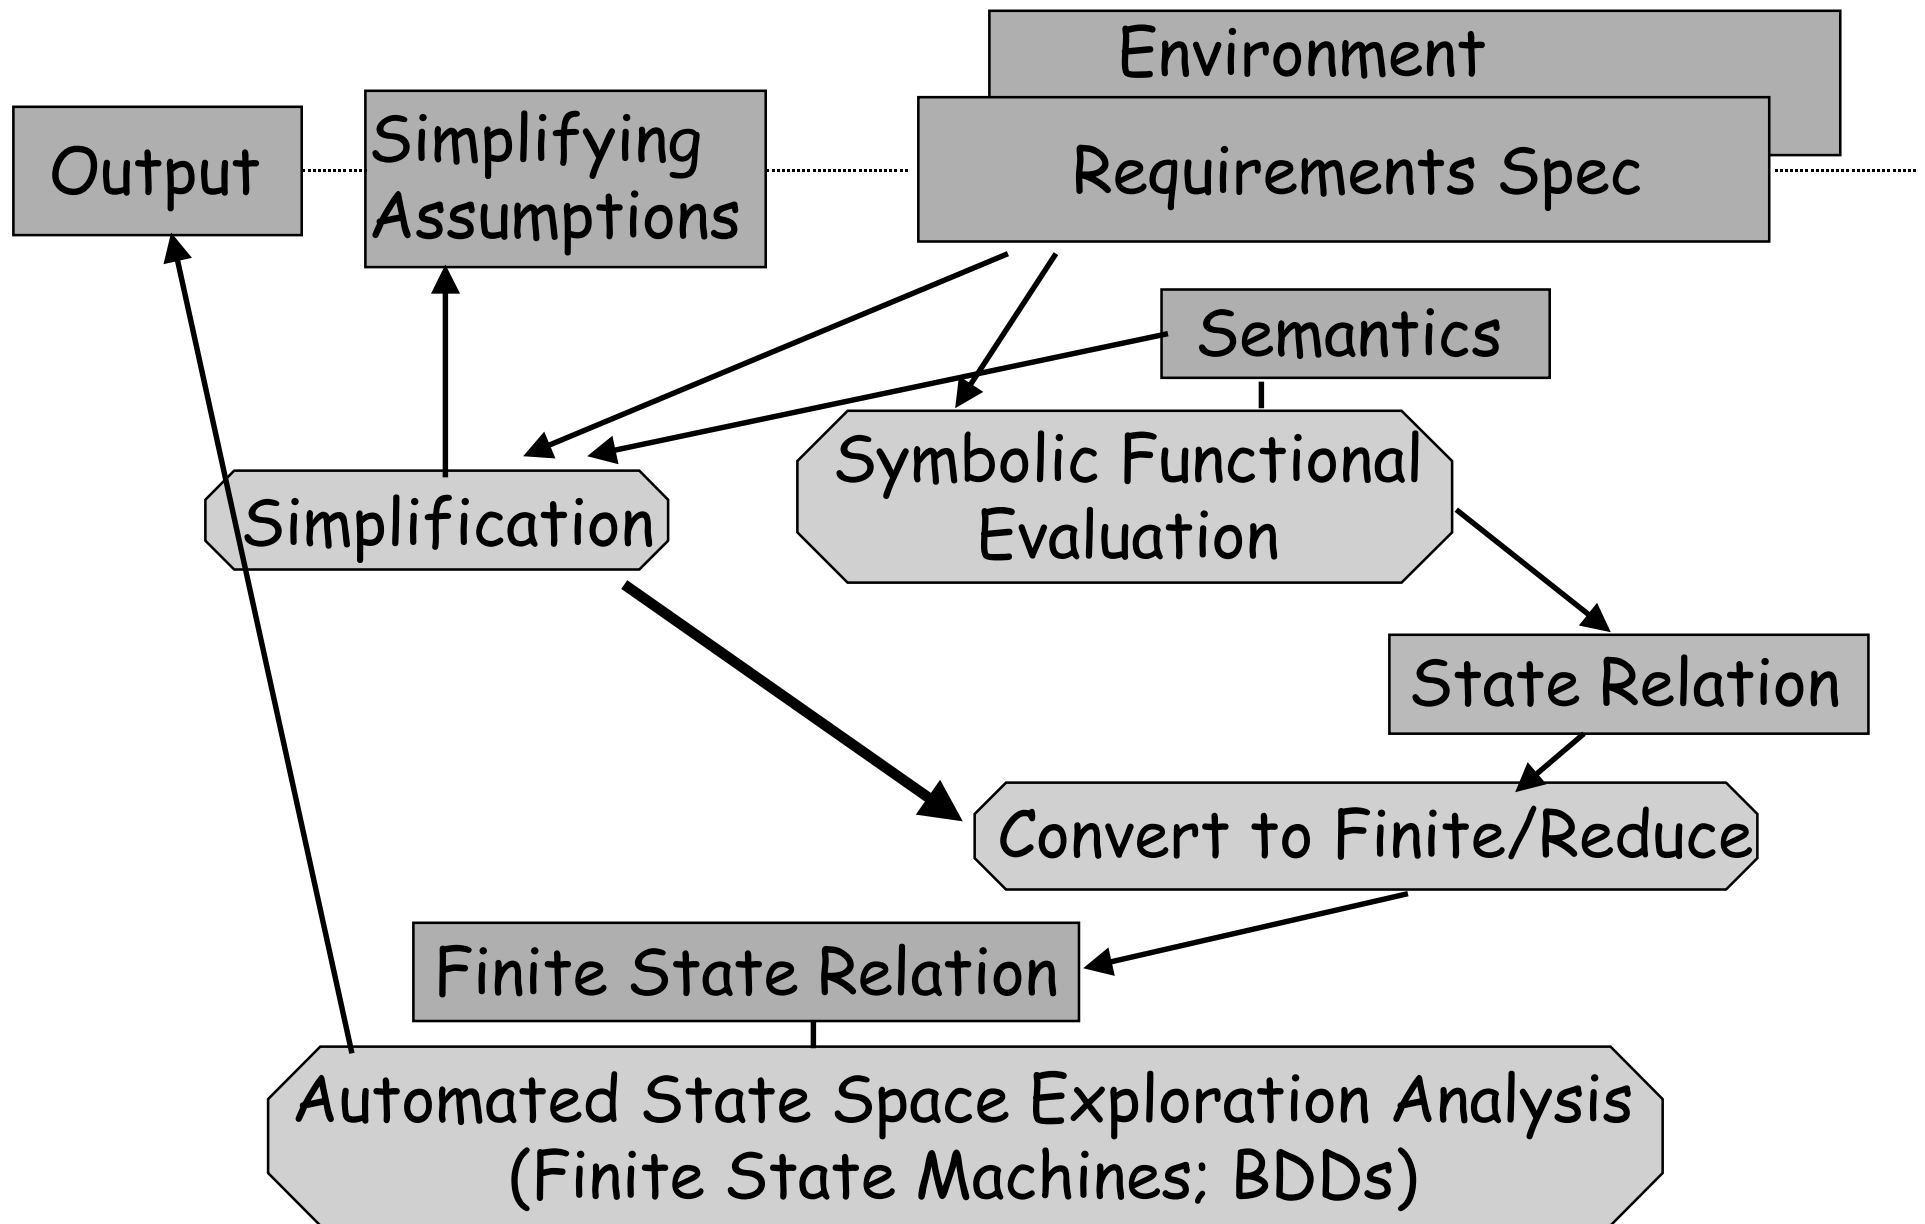 Environment
Output
Simplifying
Assumptions
Requirements Spec
Semantics
Symbolic Functional
Evaluation
Simplification
State Relation
Convert to Finite/Reduce
Finite State Relation
Automated State Space Exploration Analysis
(Finite State Machines; BDDs)